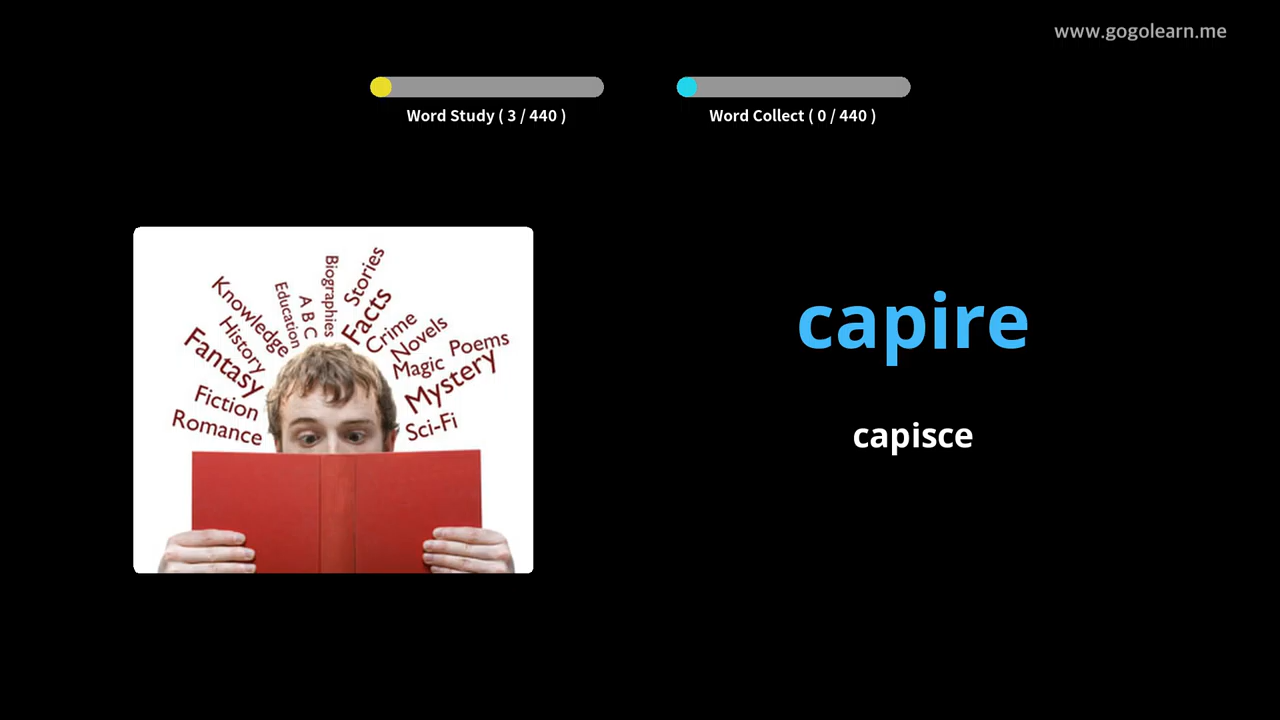 www.gogolearn.me
Word Study ( 3 / 440 )
Word Collect ( 0 / 440 )
Romance
Fiction
Fantasy
History
Knowledge
Education
A B C
Biographies
Stories
Facts
Crime
Novels
Magic
Poems
Mystery
Sci-Fi
capire
capisce